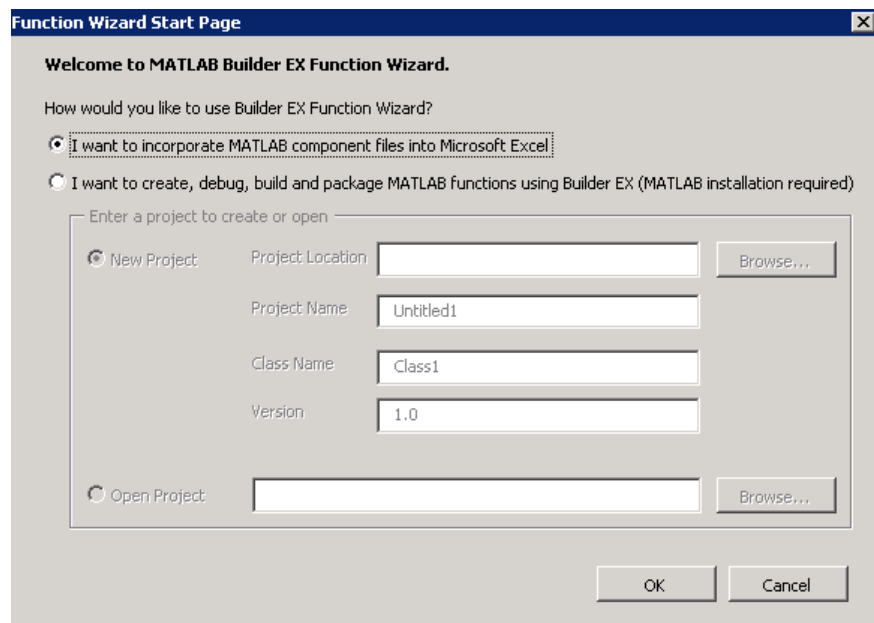 Function Wizard Start Page
Welcome to MATLAB Builder EX Function Wizard.
How would you like to use Builder EX Function Wizard?
I want to incorporate MATLAB component files into Microsoft Excel
I want to create, debug, build and package MATLAB functions using Builder EX (MATLAB installation required)
Enter a project to create or open
New Project
Project Location
Browse...
Project Name
Untitled1
Class Name
Class1
Version
1.0
Open Project
Browse...
OK
Cancel